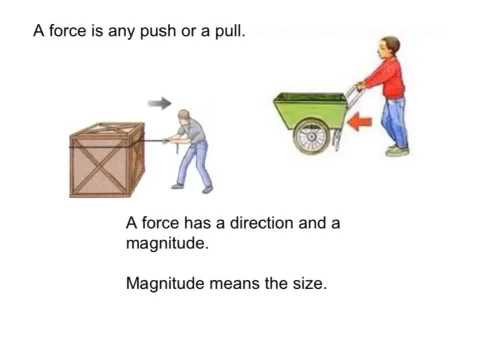 A force is any push or a pull.
A force has a direction and a
magnitude.
Magnitude means the size.